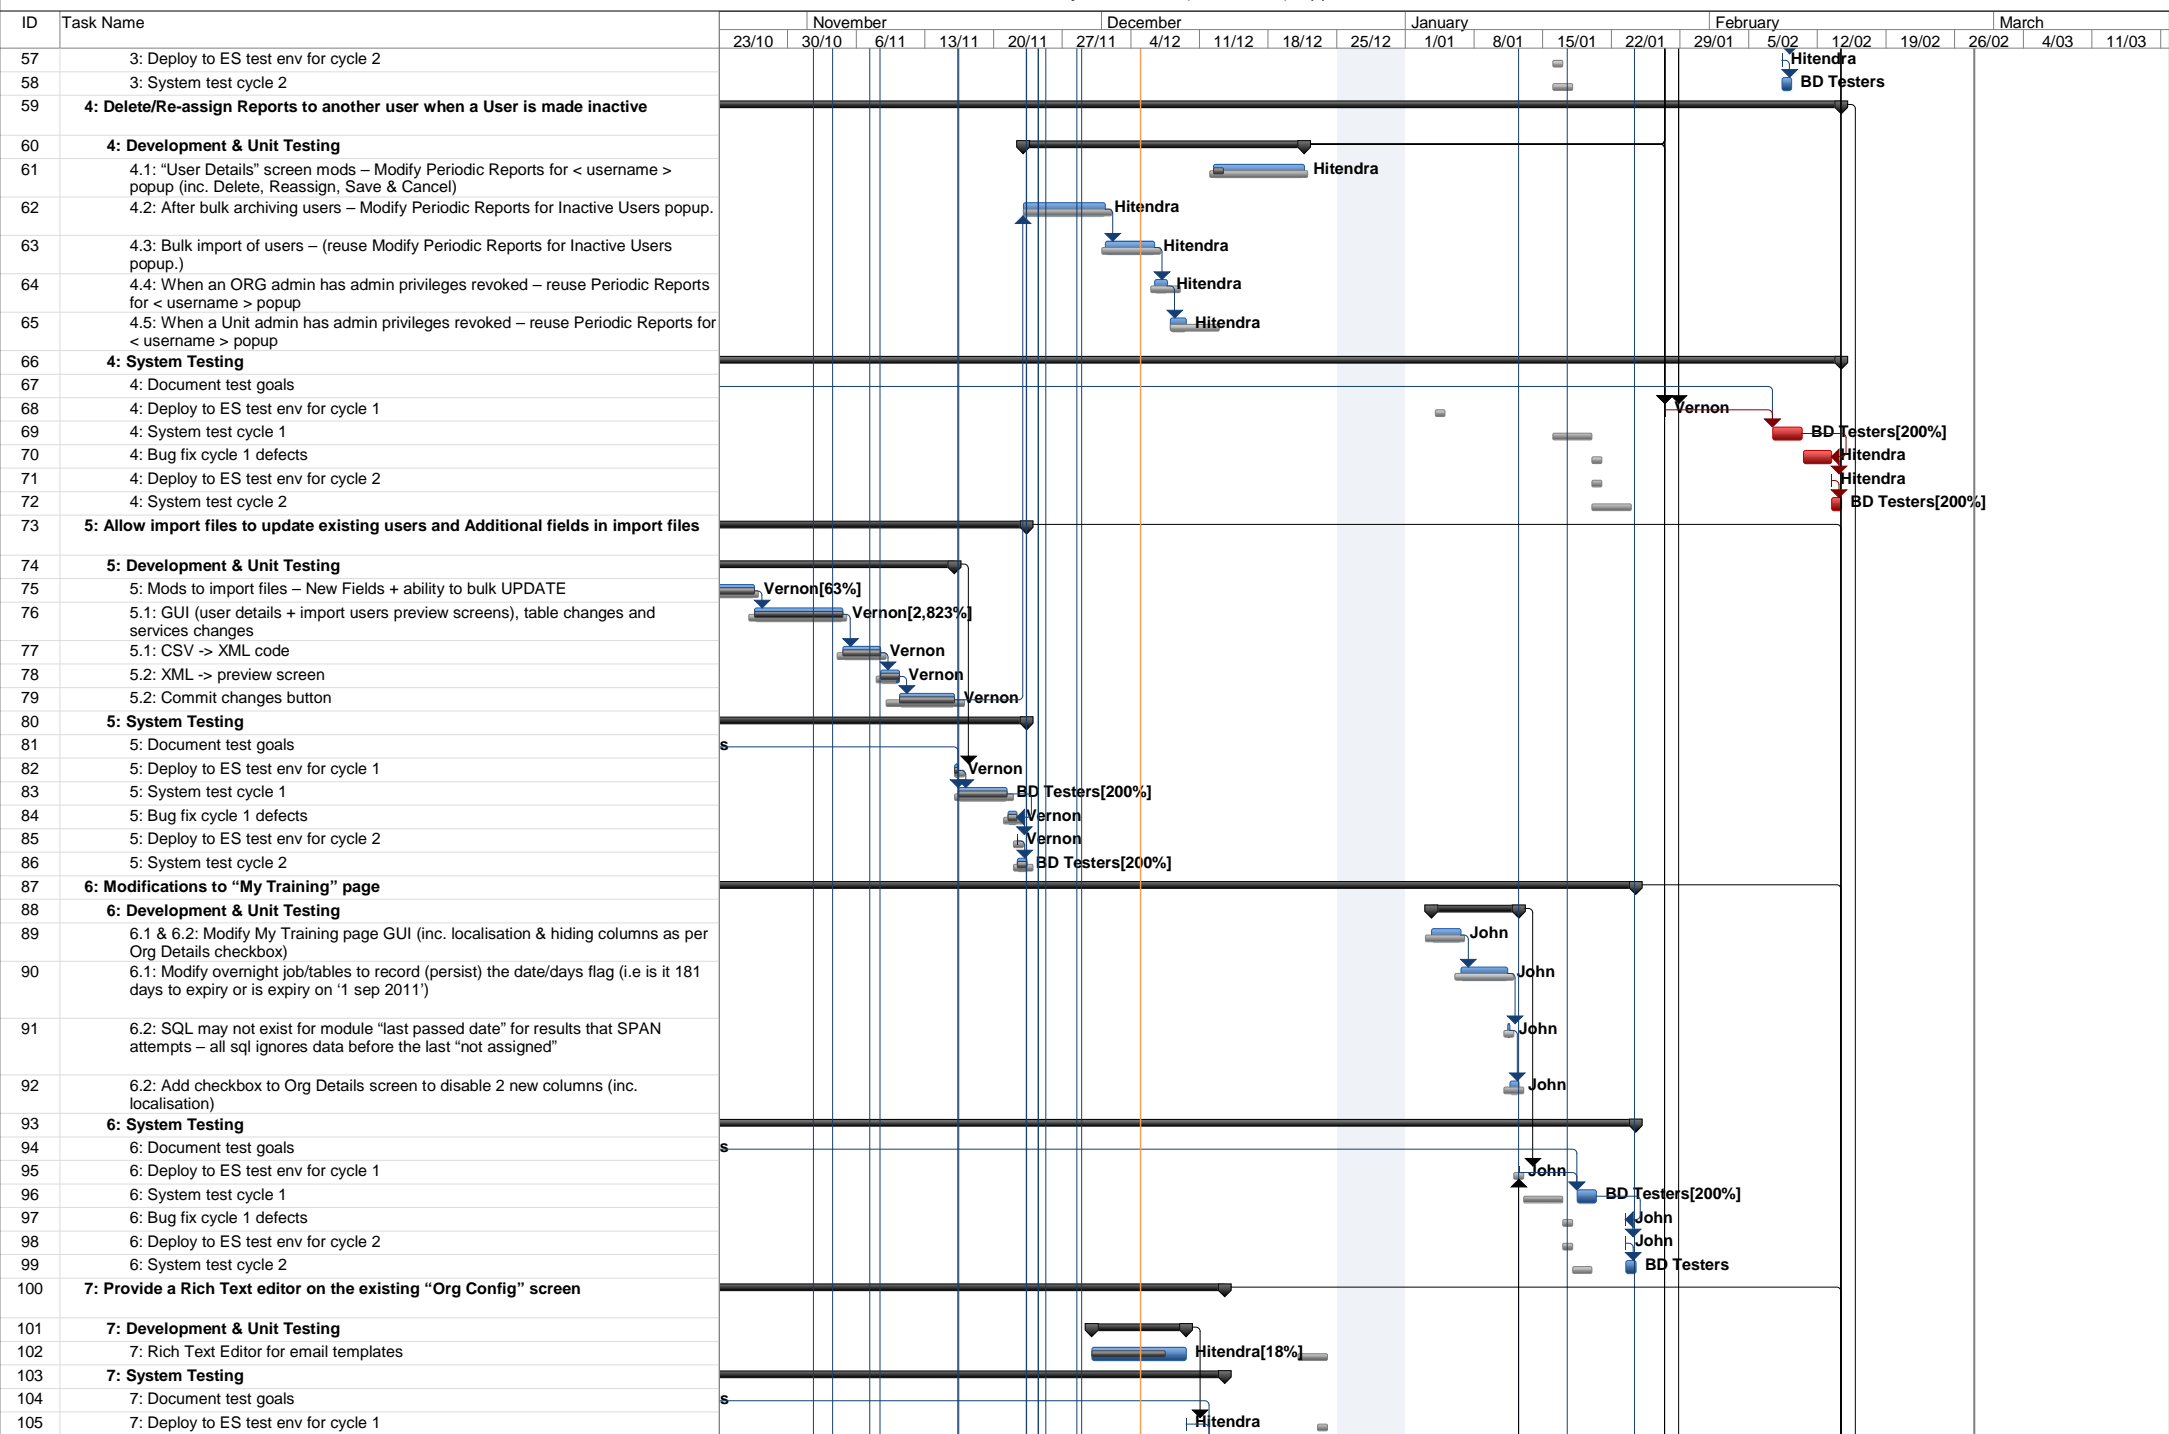 ID Task Name November December January February March
23/10 30/10 6/11 13/11 20/11 27/11 4/12 11/12 18/12 25/12 1/01 8/01 15/01 22/01 29/01 5/02 12/02 19/02 26/02 4/03 11/03
57 3: Deploy to ES test env for cycle 2 Hitendra
58 3: System test cycle 2 BD Testers
59 4: Delete/Re-assign Reports to another user when a User is made inactive
60 4: Development & Unit Testing
61 4.1: “User Details” screen mods – Modify Periodic Reports for < username > Hitendra
popup (inc. Delete, Reassign, Save & Cancel)
62 4.2: After bulk archiving users – Modify Periodic Reports for Inactive Users popup. Hitendra
63 4.3: Bulk import of users – (reuse Modify Periodic Reports for Inactive Users Hitendra
popup.)
64 4.4: When an ORG admin has admin privileges revoked – reuse Periodic Reports Hitendra
for < username > popup
65 4.5: When a Unit admin has admin privileges revoked – reuse Periodic Reports for Hitendra
< username > popup
66 4: System Testing
67 4: Document test goals
68 4: Deploy to ES test env for cycle 1 Vernon
69 4: System test cycle 1 BD Testers[200%]
70 4: Bug fix cycle 1 defects Hitendra
71 4: Deploy to ES test env for cycle 2 Hitendra
72 4: System test cycle 2 BD Testers[200%]
73 5: Allow import files to update existing users and Additional fields in import files
74 5: Development & Unit Testing
75 5: Mods to import files – New Fields + ability to bulk UPDATE Vernon[63%]
76 5.1: GUI (user details + import users preview screens), table changes and Vernon[2,823%]
services changes
77 5.1: CSV -> XML code Vernon
78 5.2: XML -> preview screen Vernon
79 5.2: Commit changes button Vernon
80 5: System Testing
81 5: Document test goals s
82 5: Deploy to ES test env for cycle 1 Vernon
83 5: System test cycle 1 BD Testers[200%]
84 5: Bug fix cycle 1 defects Vernon
85 5: Deploy to ES test env for cycle 2 Vernon
86 5: System test cycle 2 BD Testers[200%]
87 6: Modifications to “My Training” page
88 6: Development & Unit Testing
89 6.1 & 6.2: Modify My Training page GUI (inc. localisation & hiding columns as per John
Org Details checkbox)
90 6.1: Modify overnight job/tables to record (persist) the date/days flag (i.e is it 181 John
days to expiry or is expiry on ‘1 sep 2011’)
91 6.2: SQL may not exist for module “last passed date” for results that SPAN John
attempts – all sql ignores data before the last “not assigned”
92 6.2: Add checkbox to Org Details screen to disable 2 new columns (inc. John
localisation)
93 6: System Testing
94 6: Document test goals s
95 6: Deploy to ES test env for cycle 1 John
96 6: System test cycle 1 BD Testers[200%]
97 6: Bug fix cycle 1 defects John
98 6: Deploy to ES test env for cycle 2 John
99 6: System test cycle 2 BD Testers
100 7: Provide a Rich Text editor on the existing “Org Config” screen
101 7: Development & Unit Testing
102 7: Rich Text Editor for email templates Hitendra[18%]
103 7: System Testing
104 7: Document test goals s
105 7: Deploy to ES test env for cycle 1 Hitendra